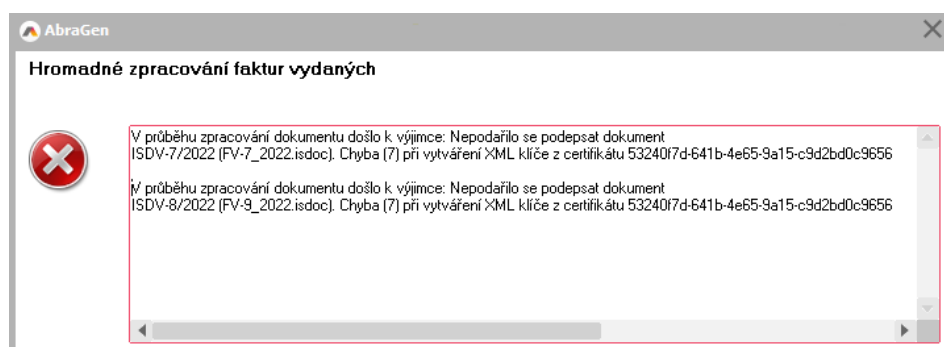 AbraGen
Hromadné zpracování faktur vydaných
V průběhu zpracování dokumentu došlo k výjimce: Nepodařilo se podepsat dokument
ISDV-7/2022 (FV-7_2022.isdoc). Chyba (7) při vytváření XML klíče z certifikátu 53240f7d-641b-4e65-9a15-c9d2bd0c9656
V průběhu zpracování dokumentu došlo k výjimce: Nepodařilo se podepsat dokument
ISDV-8/2022 (FV-9_2022.isdoc). Chyba (7) při vytváření XML klíče z certifikátu 53240f7d-641b-4e65-9a15-c9d2bd0c9656